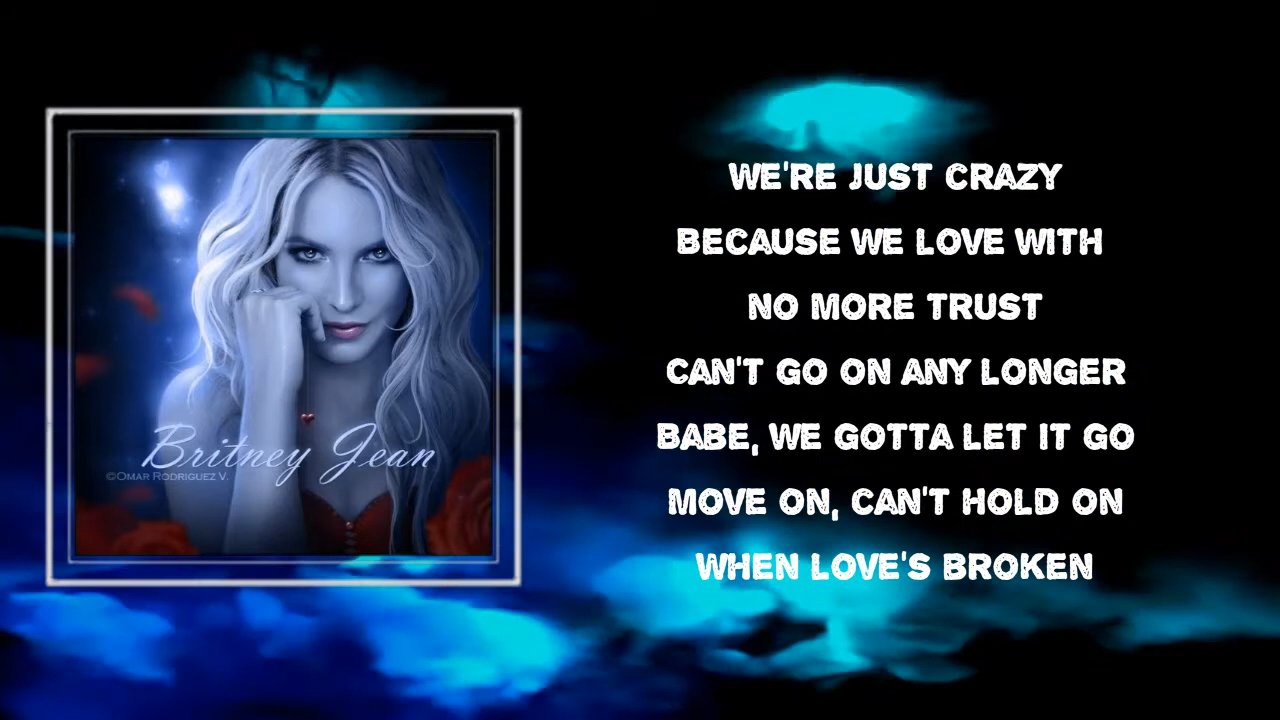 Britney Jean
©Omar Rodriguez V.
WE'RE JUST CRAZY
BECAUSE WE LOVE WITH
NO MORE TRUST
CAN'T GO ON ANY LONGER
BABE, WE GOTTA LET IT GO
MOVE ON, CAN'T HOLD ON
WHEN LOVE'S BROKEN